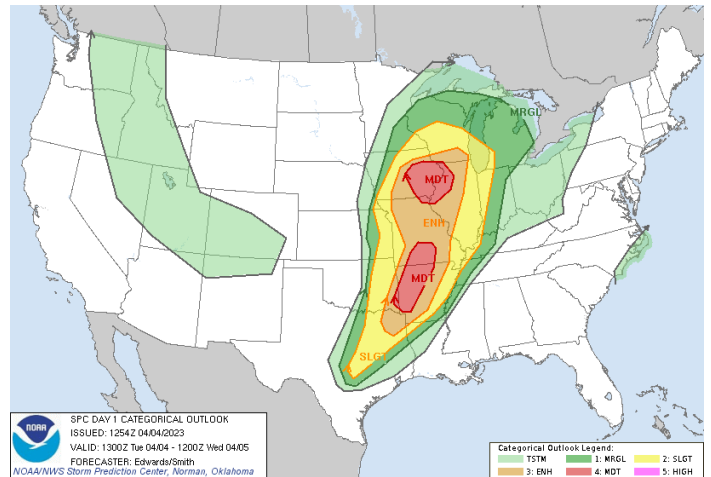 MRGL
MDT
ENH
MDT
SLGT
NOAA
SPC DAY 1 CATEGORICAL OUTLOOK
ISSUED: 1254Z 04/04/2023
VALID: 1300Z Tue 04/04 - 1200Z Wed 04/05
FORECASTER: Edwards/Smith
NOAA/NWS Storm Prediction Center, Norman, Oklahoma
Categorical Outlook Legend:
TSTM 1: MRGL 2: SLGT
3: ENH 4: MDT 5: HIGH